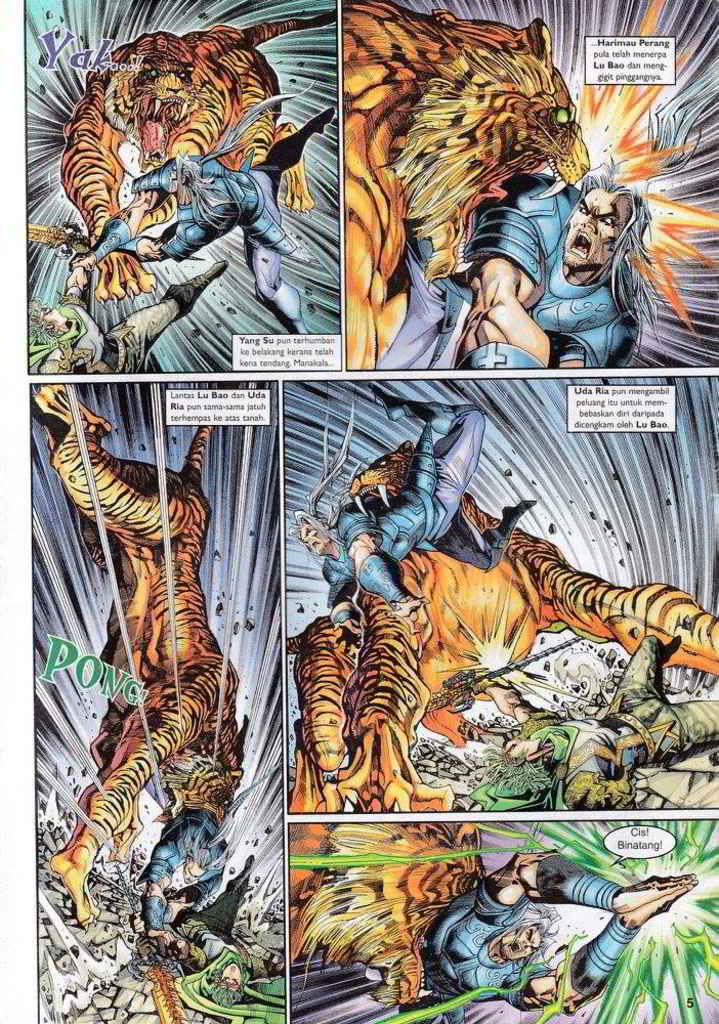 Yak
Sooo!
Yang Su pun terhumban
ke belakang kerana telah
kena tendang. Manakala...
...Harimau Perang
pula telah menerpa
Lu Bao dan meng-
gigit pinggangnya.
Lantas Lu Bao dan Uda
Ria pun sama-sama jatuh
terhempas ke atas tanah.
PONG!
Uda Ria pun mengambil
peluang itu untuk mem-
bebaskan diri daripada
dicengkam oleh Lu Bao.
Cis!
Binatang!
5